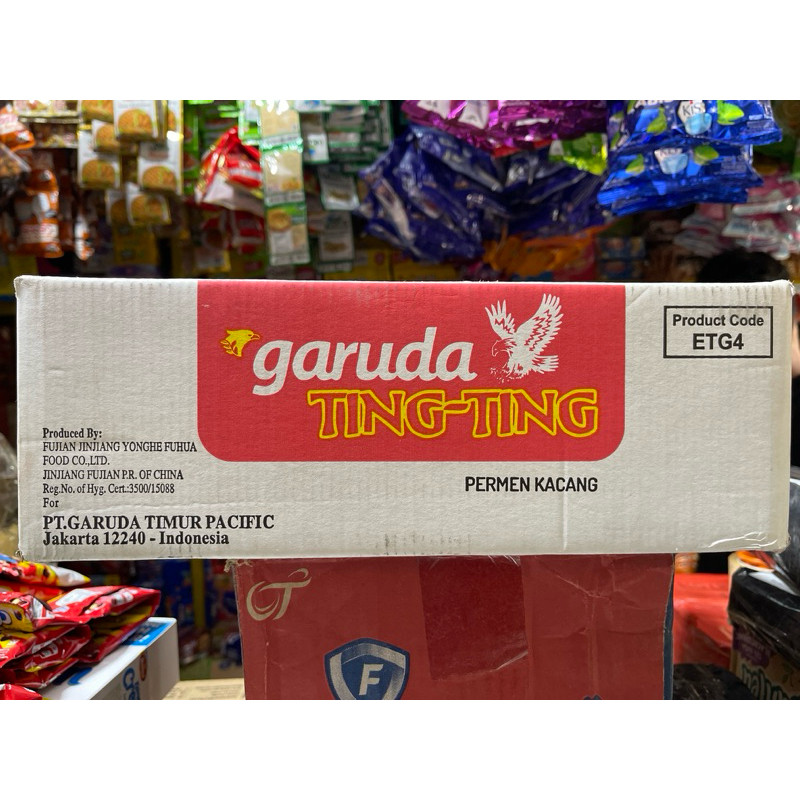 garuda
TING-TING
PERMEN KACANG
Product Code
ETG4
Produced By:
FUJIAN JINJIANG YONGHE FUHUA
FOOD CO.,LTD.
JINJIANG FUJIAN P.R. OF CHINA
Reg.No. of Hyg. Cert.:3500/15088
For
PT.GARUDA TIMUR PACIFIC
Jakarta 12240 - Indonesia
F